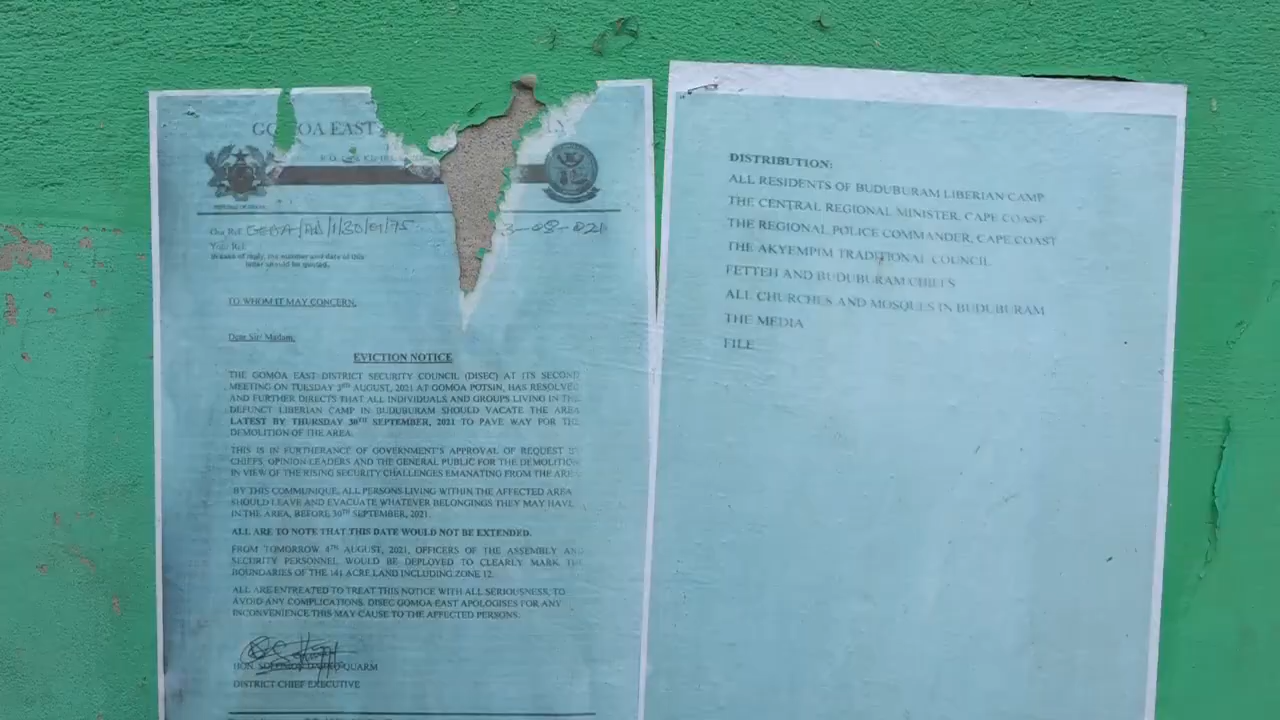 GOMOA EAST
REPUBLIC OF GHANA
Our Ref. GEDA/AD/1/30/01/75
3-08-021
Your Ref.
In case of reply, the number and date of this
letter should be quoted.
TO WHOM IT MAY CONCERN.
Dear Sir/ Madam,
EVICTION NOTICE
THE GOMOA EAST DISTRICT SECURITY COUNCIL (DISEC) AT ITS SECOND
MEETING ON TUESDAY 3RD AUGUST, 2021 AT GOMOA POTSIN, HAS RESOLVED
AND FURTHER DIRECTS THAT ALL INDIVIDUALS AND GROUPS LIVING IN THE
DEFUNCT LIBERIAN CAMP IN BUDUBURAM SHOULD VACATE THE AREA
LATEST BY THURSDAY 30TH SEPTEMBER, 2021 TO PAVE WAY FOR THE
DEMOLITION OF THE AREA.
THIS IS IN FURTHERANCE OF GOVERNMENT'S APPROVAL OF REQUEST BY
CHIEFS, OPINION LEADERS AND THE GENERAL PUBLIC FOR THE DEMOLITION
IN VIEW OF THE RISING SECURITY CHALLENGES EMANATING FROM THE AREA.
BY THIS COMMUNIQUE, ALL PERSONS LIVING WITHIN THE AFFECTED AREA
SHOULD LEAVE AND EVACUATE WHATEVER BELONGINGS THEY MAY HAVE
IN THE AREA, BEFORE 30TH SEPTEMBER, 2021.
ALL ARE TO NOTE THAT THIS DATE WOULD NOT BE EXTENDED.
FROM TOMORROW 4TH AUGUST, 2021, OFFICERS OF THE ASSEMBLY AND
SECURITY PERSONNEL WOULD BE DEPLOYED TO CLEARLY MARK THE
BOUNDARIES OF THE 141 ACRE LAND INCLUDING ZONE 12.
ALL ARE ENTREATED TO TREAT THIS NOTICE WITH ALL SERIOUSNESS, TO
AVOID ANY COMPLICATIONS. DISEC GOMOA EAST APOLOGISES FOR ANY
INCONVENIENCE THIS MAY CAUSE TO THE AFFECTED PERSONS.
HON. QUARM
DISTRICT CHIEF EXECUTIVE
DISTRIBUTION:
ALL RESIDENTS OF BUDUBURAM LIBERIAN CAMP
THE CENTRAL REGIONAL MINISTER, CAPE COAST
THE REGIONAL POLICE COMMANDER, CAPE COAST
THE AKYEMPIM TRADITIONAL COUNCIL
FETTEH AND BUDUBURAM CHIEFS
ALL CHURCHES AND MOSQUES IN BUDUBURAM
THE MEDIA
FILE